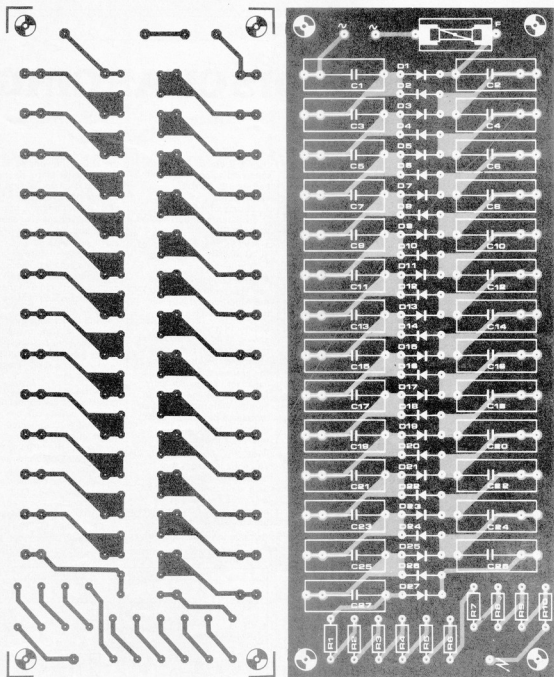 ~ ~ F
D1
C1 C2
D2
D3
C3 C4
D4
D5
C5 C6
D6
D7
C7 C8
D8
D9
C9 C10
D10
D11
C11 C12
D12
D13
C13 C14
D14
D15
C15 C16
D16
D17
C17 C18
D18
D19
C19 C20
D20
D21
C21 C22
D22
D23
C23 C24
D24
D25
C25 C26
D26
D27
C27
R7 R8 R9 R10
R1 R2 R3 R4 R5 R6